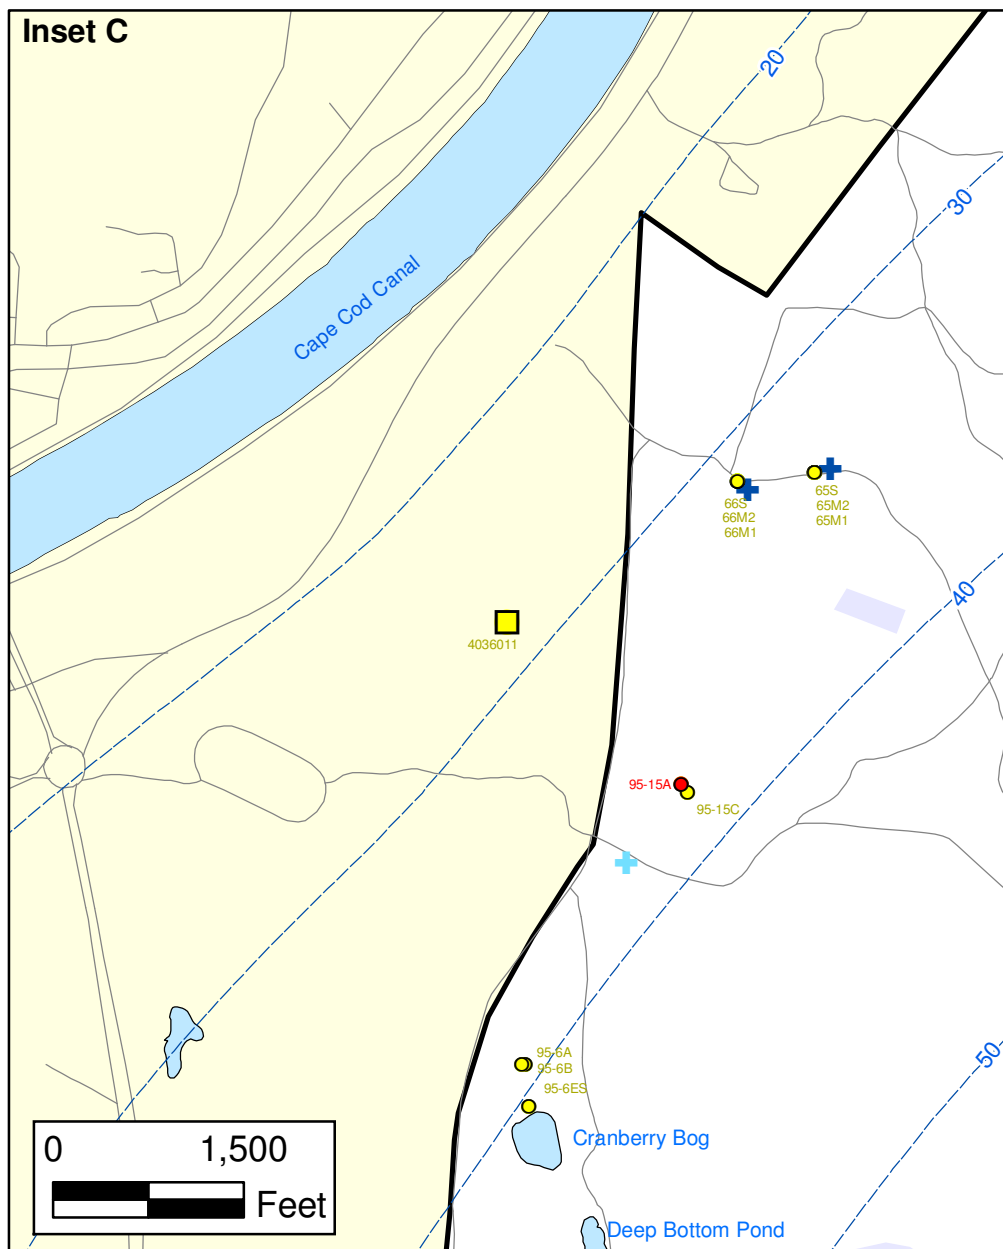 Inset C
20
30
Cape Cod Canal
66S
66M2
66M1
65S
65M2
65M1
40
4036011
95-15A
95-15C
50
95-6A
95-6B
95-6ES
Cranberry Bog
0 1,500
Feet
Deep Bottom Pond